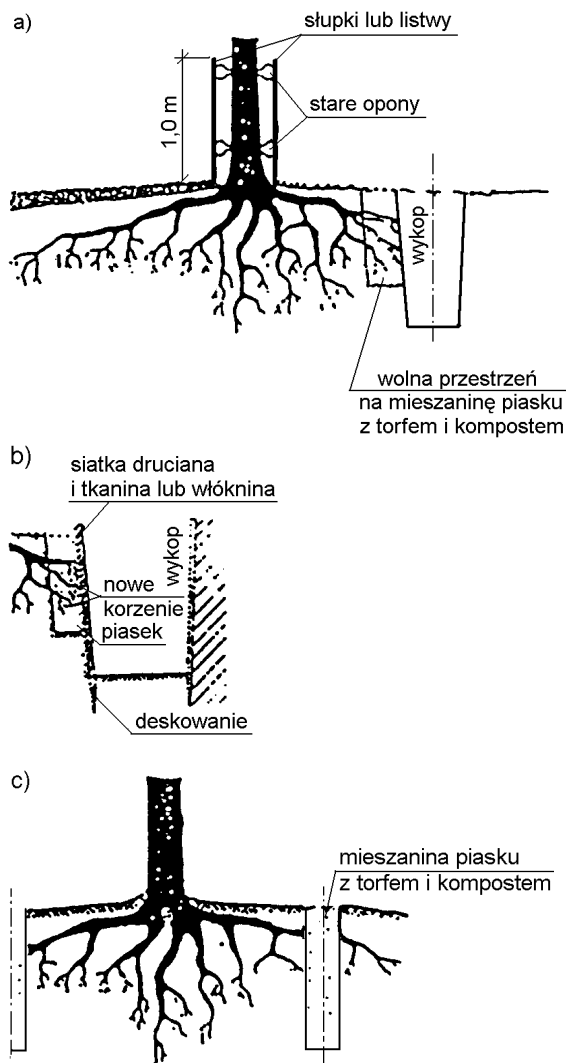 a)
słupki lub listwy
stare opony
1,0 m
wykop
wolna przestrzeń
na mieszaninę piasku
z torfem i kompostem
b)
siatka druciana
i tkanina lub włóknina
wykop
nowe
korzenie
piasek
deskowanie
c)
mieszanina piasku
z torfem i kompostem